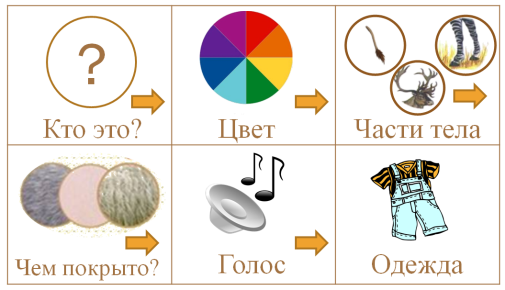 ?
Кто это?
Цвет
Части тела
Чем покрыто?
Голос
Одежда